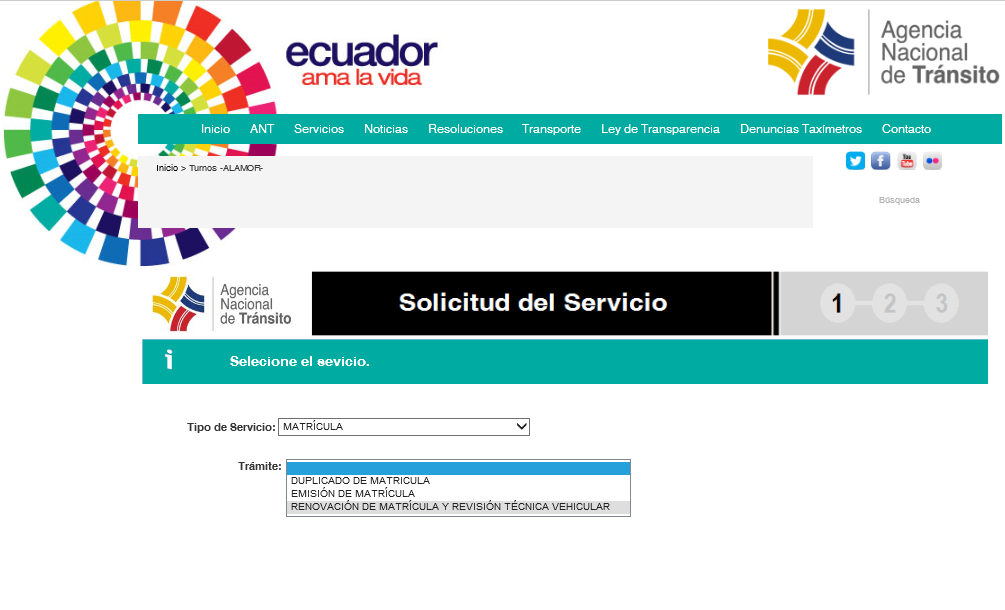 ecuador
ama la vida
Agencia
Nacional
de Tránsito
Inicio ANT Servicios Noticias Resoluciones Transporte Ley de Transparencia Denuncias Taxímetros Contacto
Inicio > Turnos -ALAMOR-
You
Tube
Búsqueda
Agencia
Nacional
de Tránsito
Solicitud del Servicio
1 2 3
i Selecione el sevicio.
Tipo de Servicio: MATRÍCULA
Trámite:
DUPLICADO DE MATRICULA
EMISIÓN DE MATRÍCULA
RENOVACIÓN DE MATRÍCULA Y REVISIÓN TÉCNICA VEHICULAR